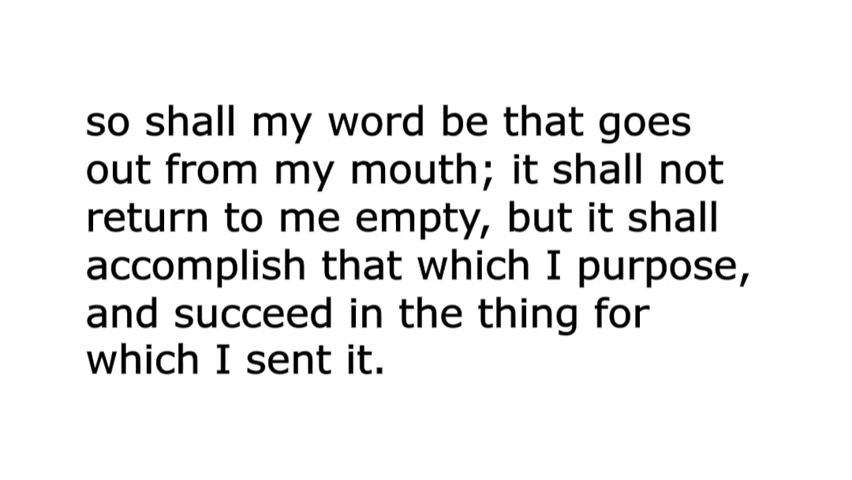 so shall my word be that goes
out from my mouth; it shall not
return to me empty, but it shall
accomplish that which I purpose,
and succeed in the thing for
which I sent it.